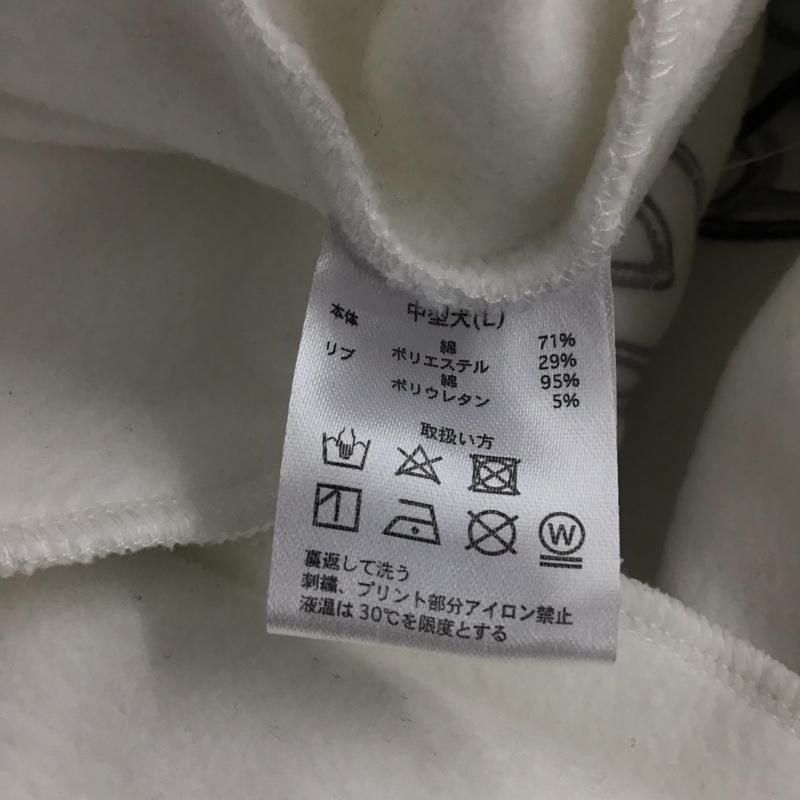 中型犬(L)
本体 綿 71%
ポリエステル 29%
リブ 綿 95%
ポリウレタン 5%
取扱い方
W
裏返して洗う
刺繍、プリント部分アイロン禁止
液温は30℃を限度とする